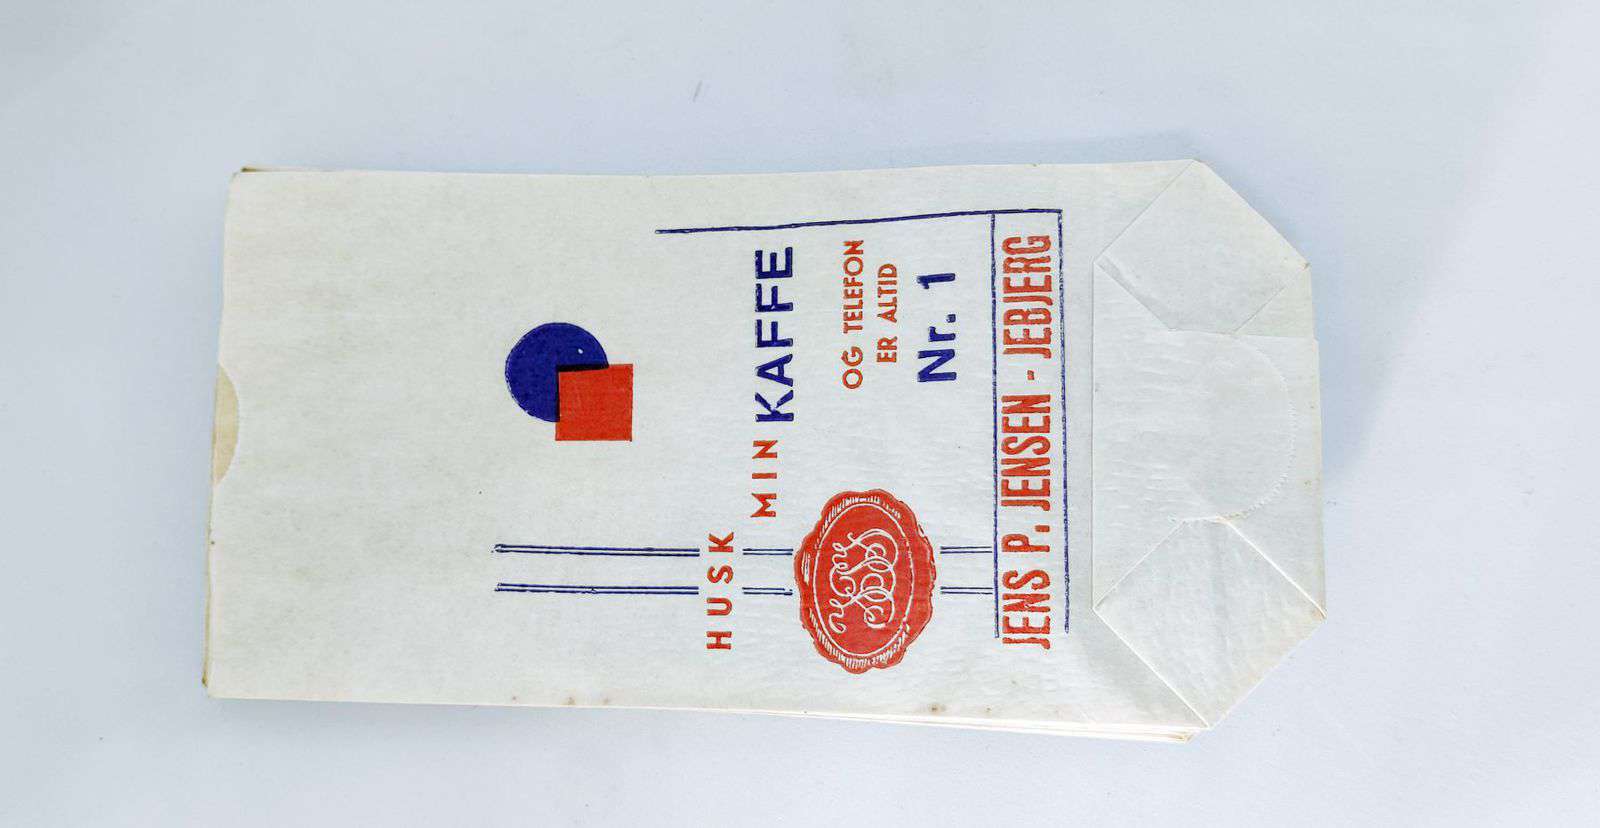 HUSK
MIN KAFFE
OG TELEFON
ER ALTID
Nr. 1
JENS P. JENSEN - JEBJERG